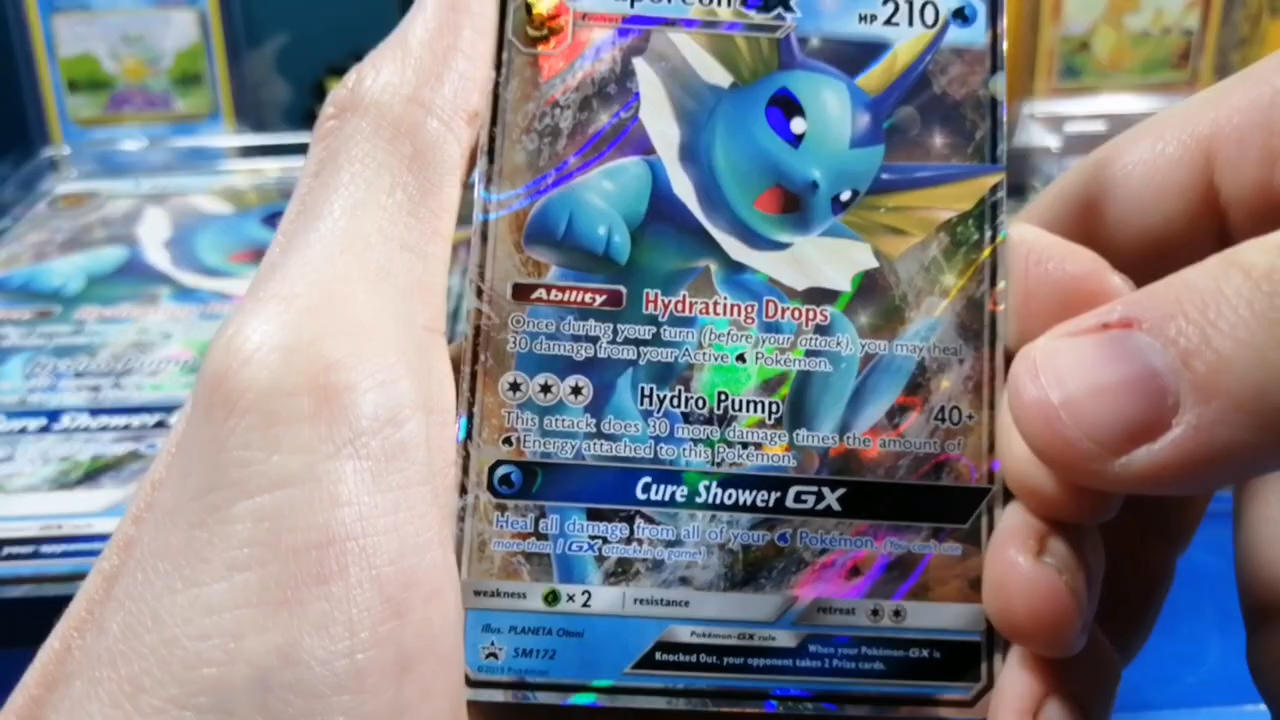 HP 210
Ability Hydrating Drops
Once during your turn (before your attack), you may heal
30 damage from your Active Pokémon.
Hydro Pump 40+
This attack does 30 more damage times the amount of
Energy attached to this Pokémon.
Cure Shower GX
Heal all damage from all of your Pokémon. (You can't use
more than 1 GX attack in a game.)
weakness ×2 resistance retreat
Illus. PLANETA Otani
SM172
Pokémon-GX rule
When your Pokémon-GX is
Knocked Out, your opponent takes 2 Prize cards.
Shower